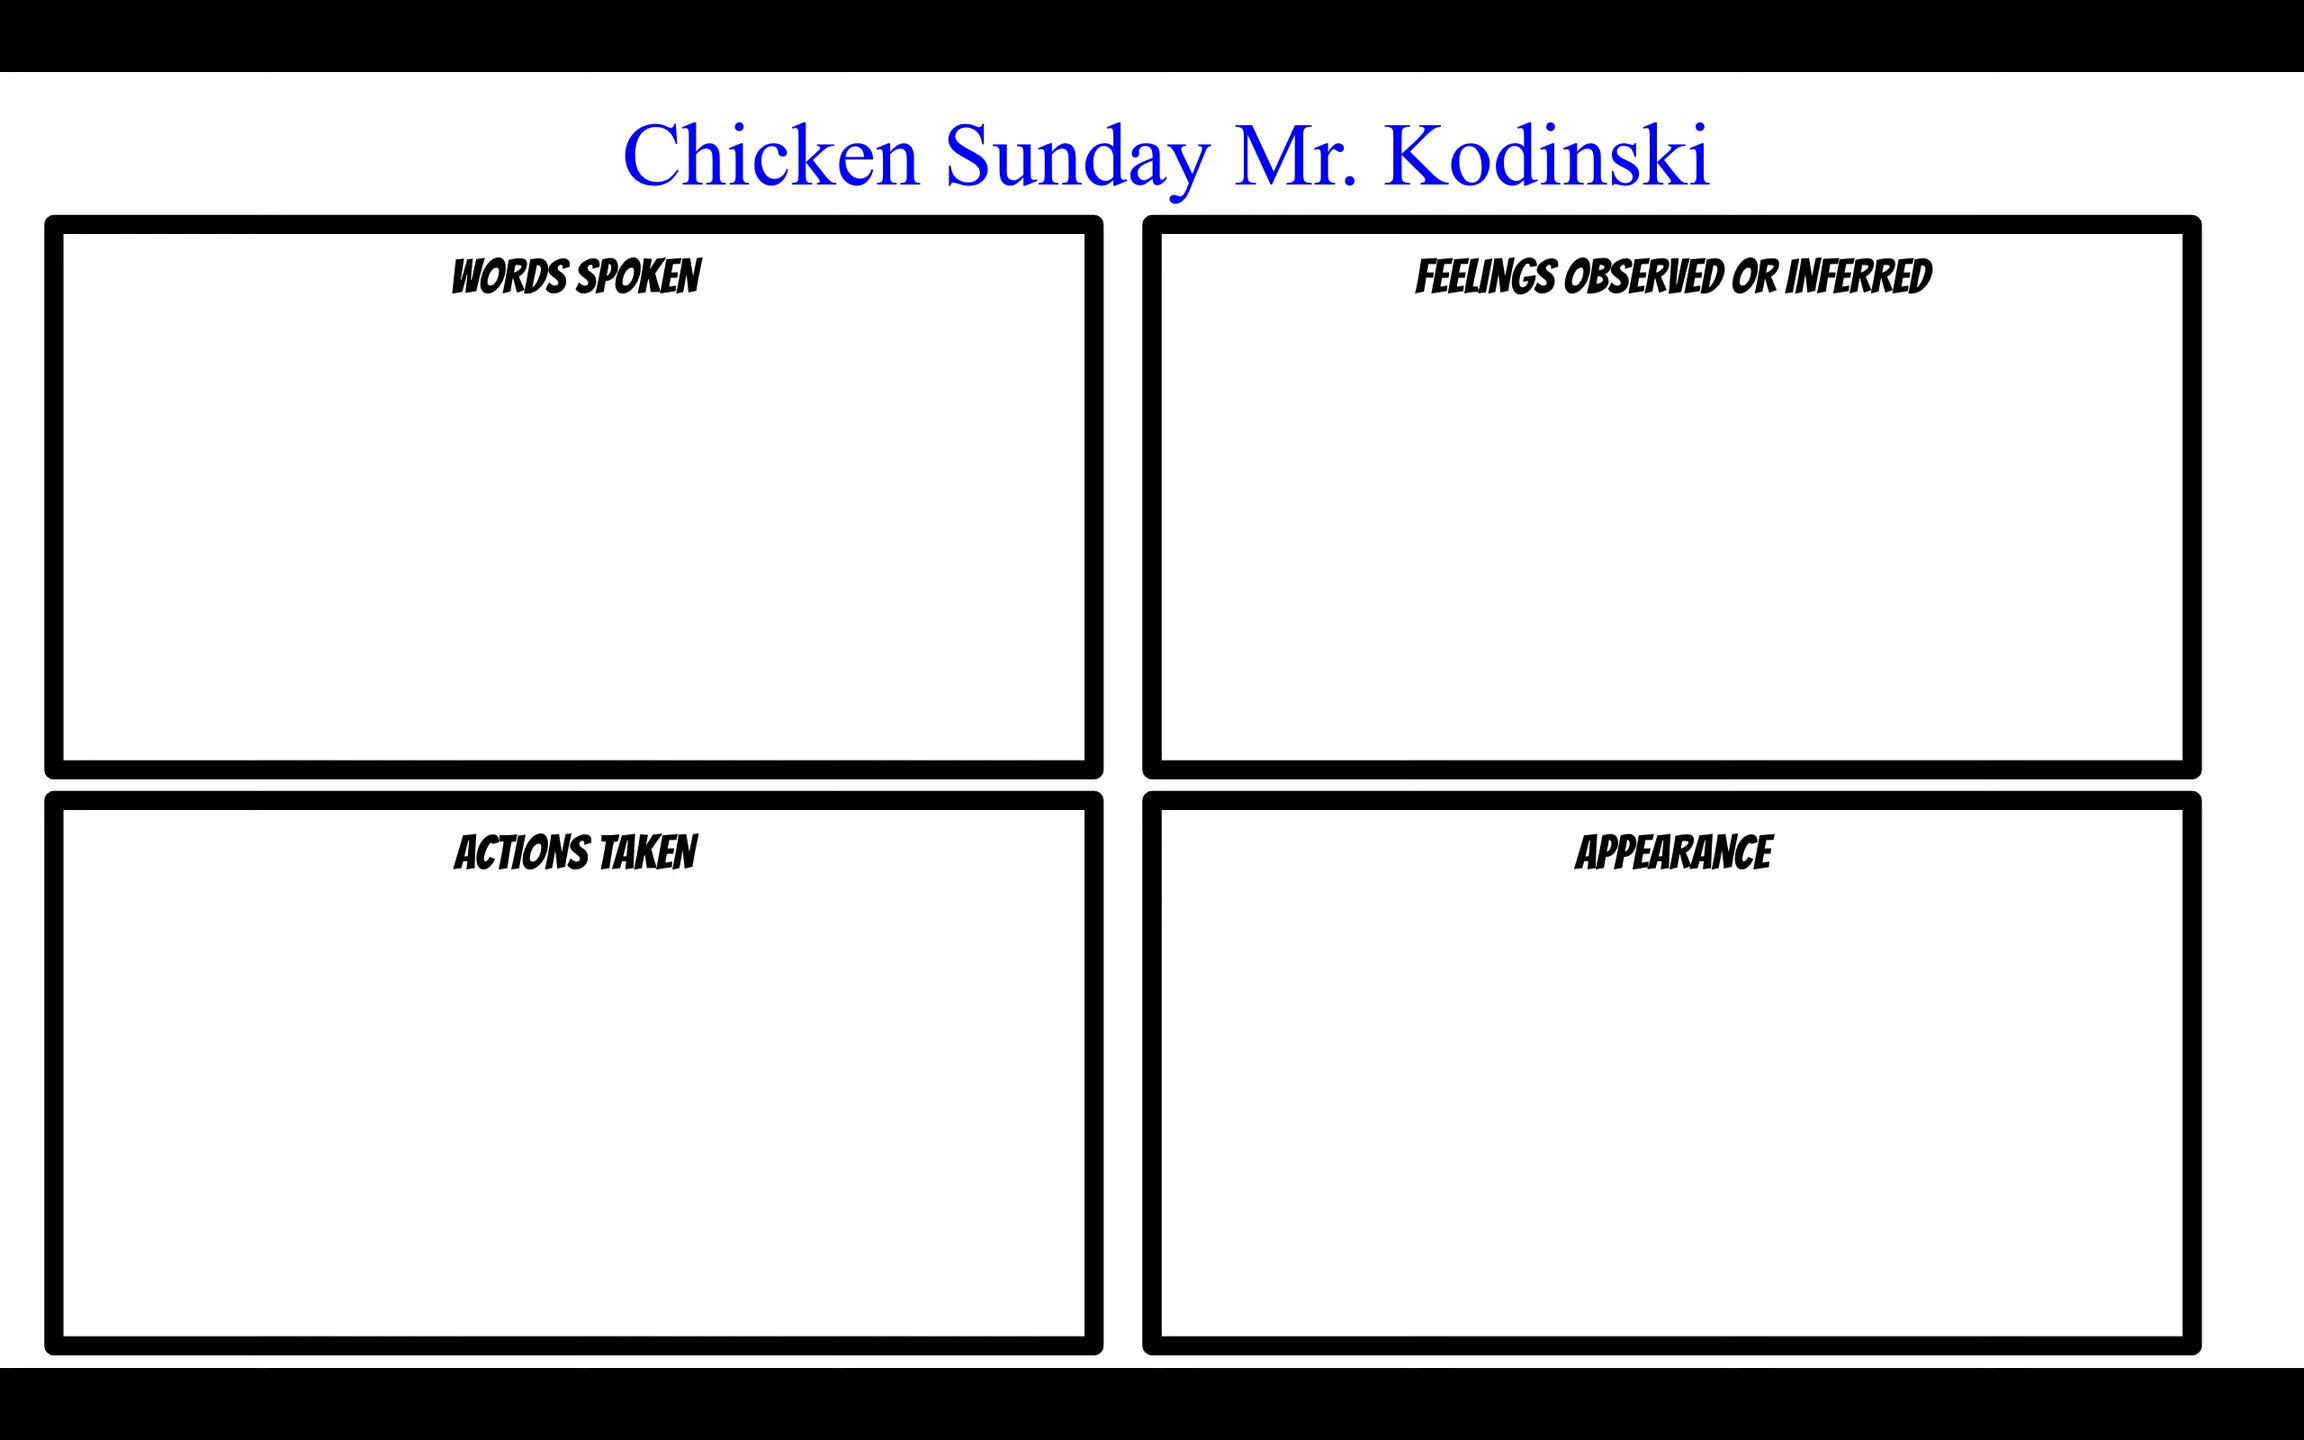 Chicken Sunday Mr. Kodinski
WORDS SPOKEN
FEELINGS OBSERVED OR INFERRED
ACTIONS TAKEN
APPEARANCE